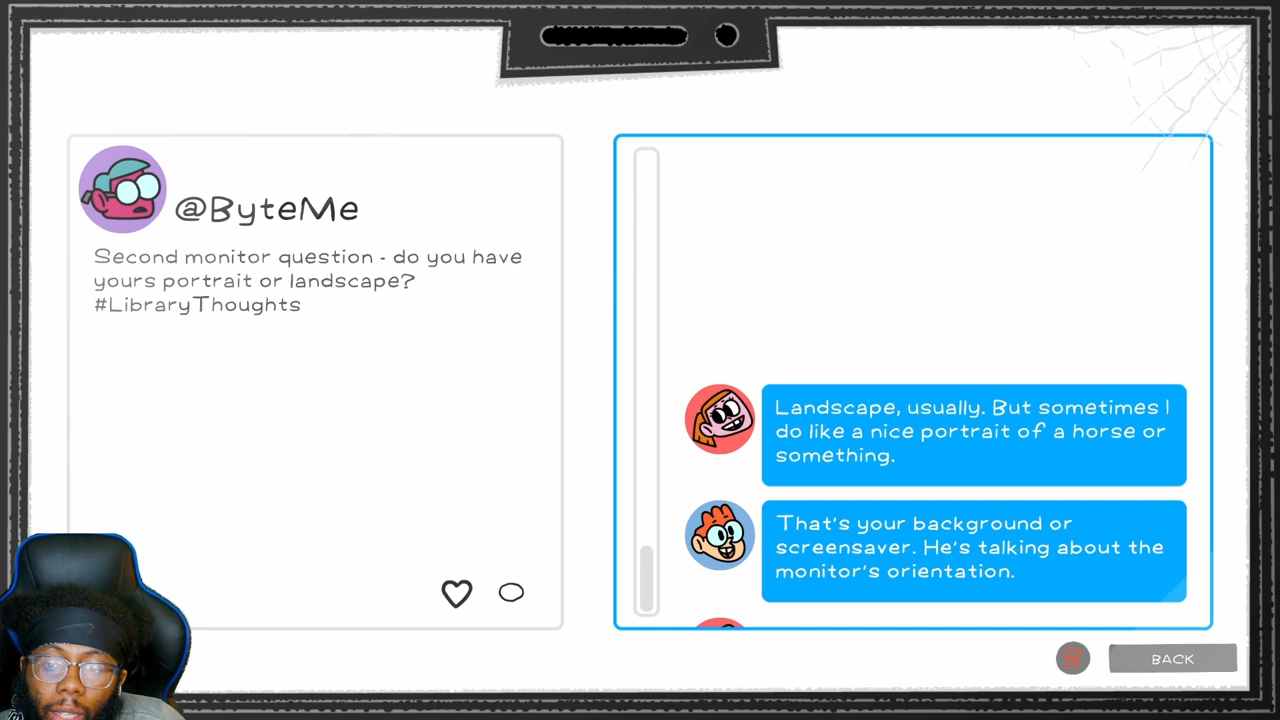 @ByteMe
Second monitor question - do you have
yours portrait or landscape?
#LibraryThoughts
Landscape, usually. But sometimes I
do like a nice portrait of a horse or
something.
That's your background or
screensaver. He's talking about the
monitor's orientation.
B
BACK